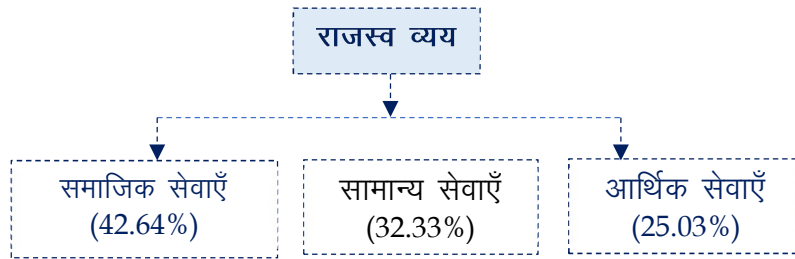 राजस्व व्यय
समाजिक सेवाएँ
(42.64%)
सामान्य सेवाएँ
(32.33%)
आर्थिक सेवाएँ
(25.03%)